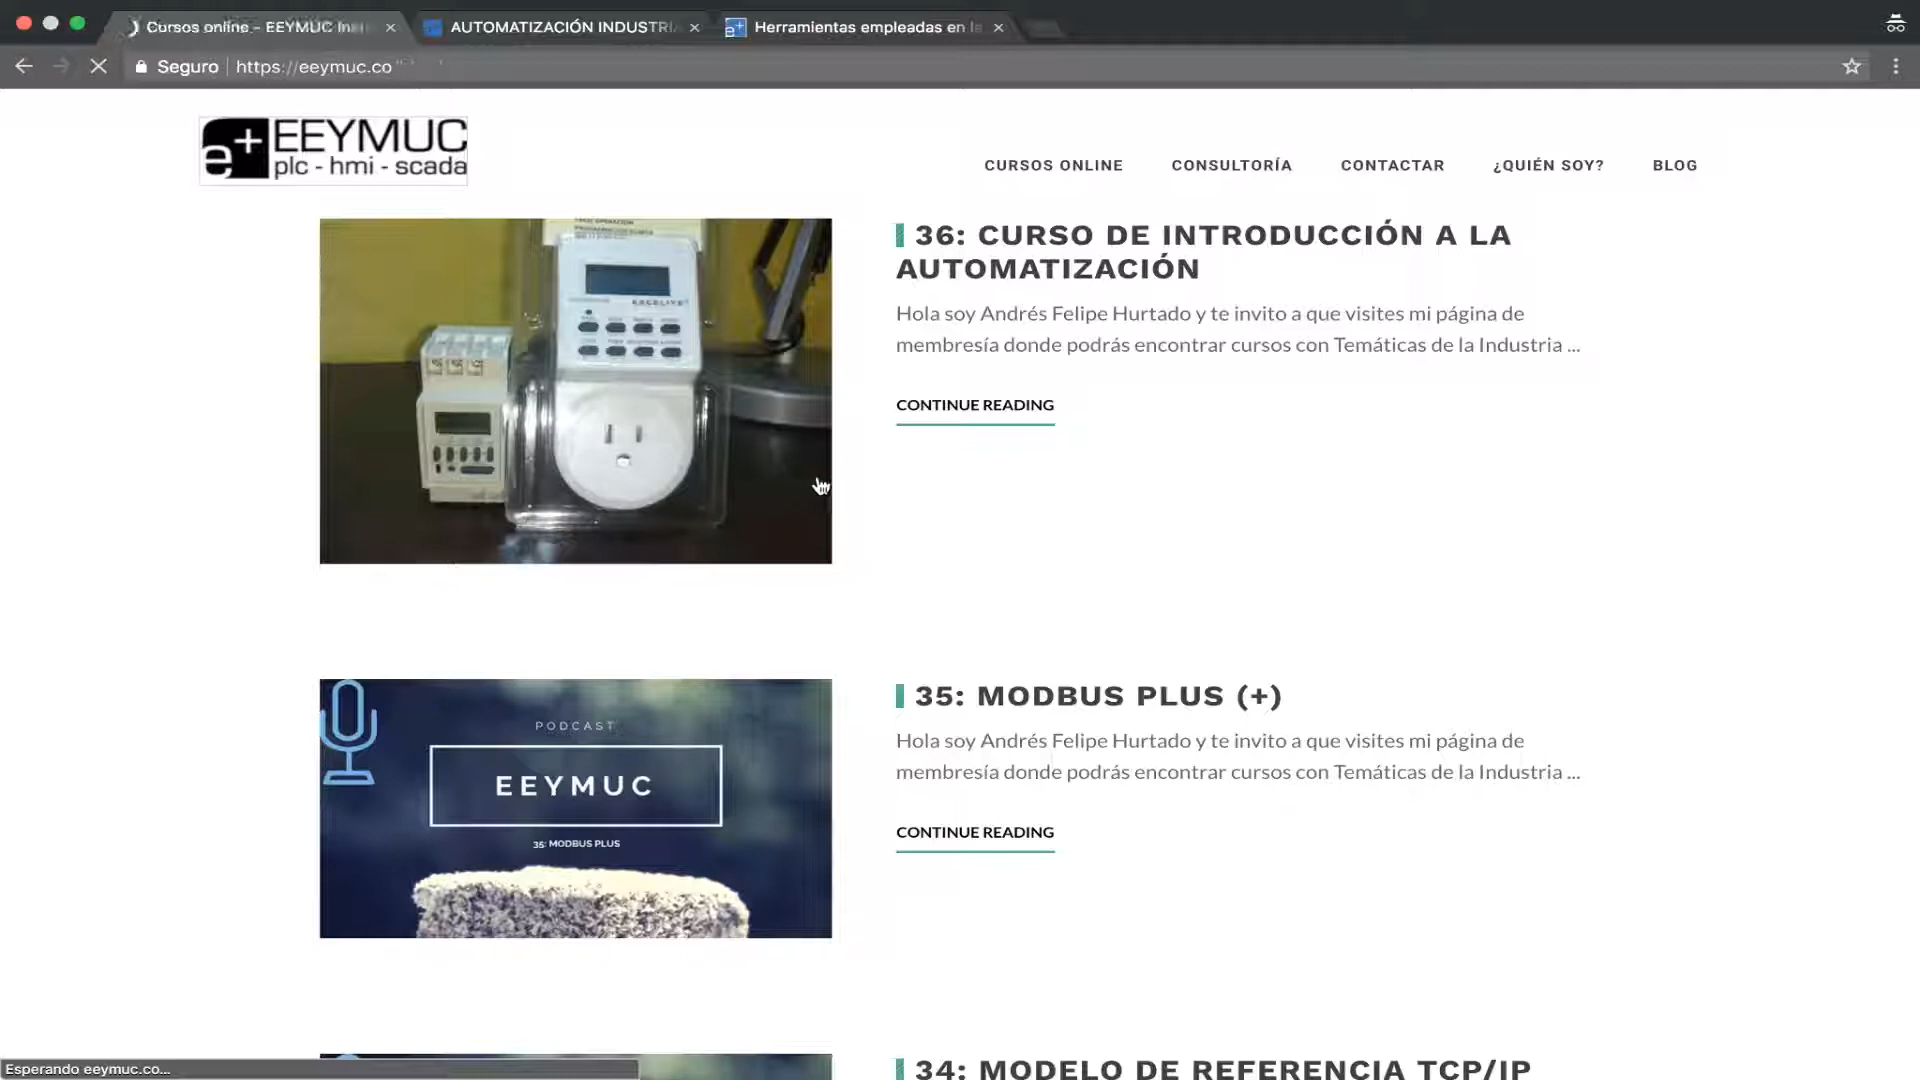 Cursos online - EEYMUC
AUTOMATIZACIÓN INDUSTRI
Herramientas empleadas en la
Seguro
https://eeymuc.co
e+ EEYMUC
plc - hmi - scada
CURSOS ONLINE
CONSULTORÍA
CONTACTAR
¿QUIÉN SOY?
BLOG
EXCELITE
36: CURSO DE INTRODUCCIÓN A LA
AUTOMATIZACIÓN
Hola soy Andrés Felipe Hurtado y te invito a que visites mi página de
membresía donde podrás encontrar cursos con Temáticas de la Industria ...
CONTINUE READING
PODCAST
EEYMUC
35: MODBUS PLUS
35: MODBUS PLUS (+)
Hola soy Andrés Felipe Hurtado y te invito a que visites mi página de
membresía donde podrás encontrar cursos con Temáticas de la Industria ...
CONTINUE READING
34: MODELO DE REFERENCIA TCP/IP
Esperando eeymuc.co...